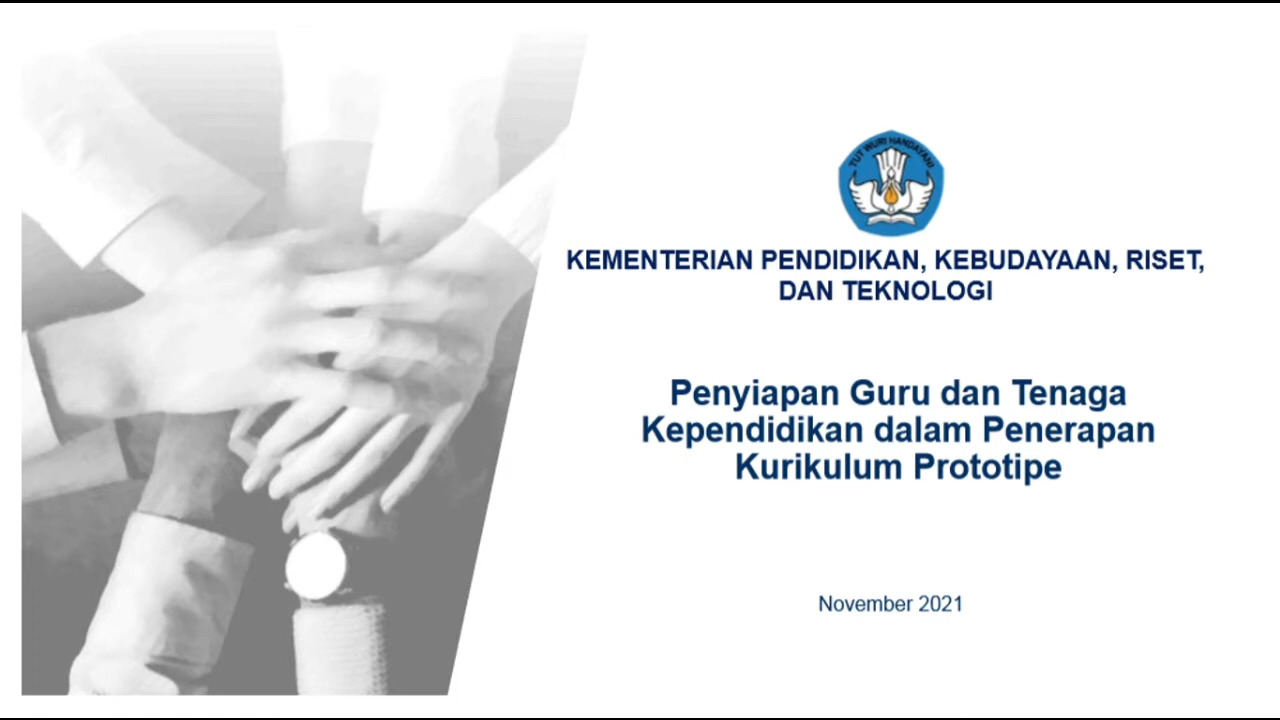 TUT WURI HANDAYANI
KEMENTERIAN PENDIDIKAN, KEBUDAYAAN, RISET,
DAN TEKNOLOGI
Penyiapan Guru dan Tenaga
Kependidikan dalam Penerapan
Kurikulum Prototipe
November 2021